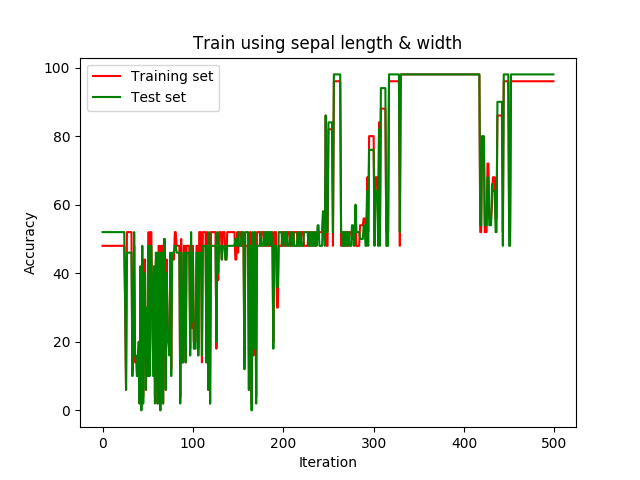 Train using sepal length & width
Training set
Test set
Accuracy
100
80
60
40
20
0
0 100 200 300 400 500
Iteration